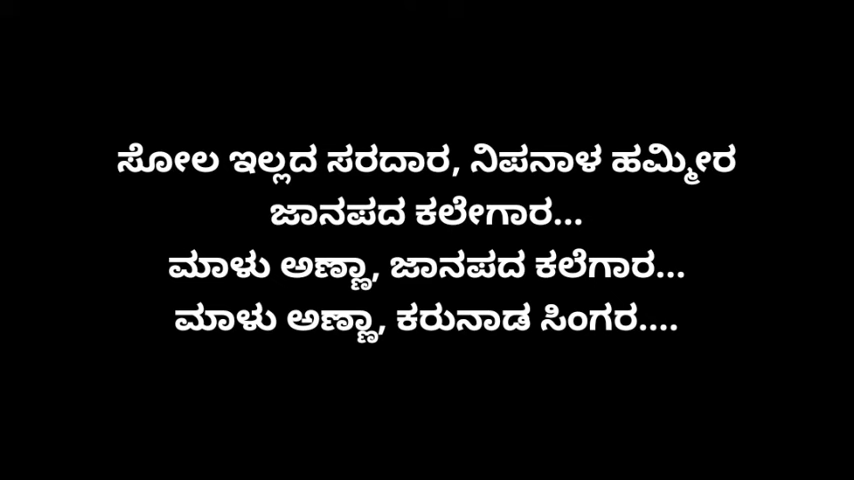 ಸೋಲ ಇಲ್ಲದ ಸರದಾರ, ನಿಪನಾಳ ಹಮ್ಮೀರ
ಜಾನಪದ ಕಲೇಗಾರ...
ಮಾಳು ಅಣ್ಣಾ, ಜಾನಪದ ಕಲೆಗಾರ...
ಮಾಳು ಅಣ್ಣಾ, ಕರುನಾಡ ಸಿಂಗರ....